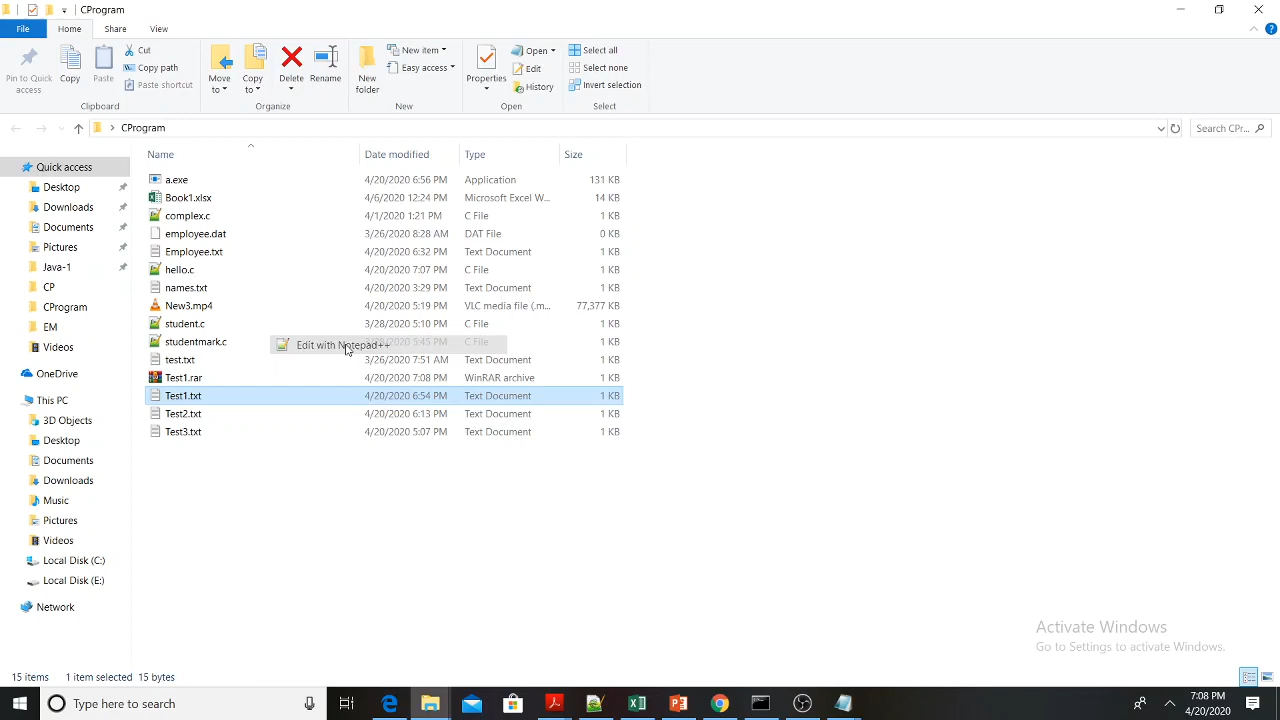 CProgram
File Home Share View
Pin to Quick access
Copy
Paste
Cut
Copy path
Paste shortcut
Clipboard
Move to
Copy to
Delete
Rename
Organize
New folder
New item
Easy access
New
Properties
Open
Edit
History
Open
Select all
Select none
Invert selection
Select
CProgram
Search CPr...
Quick access
Desktop
Downloads
Documents
Pictures
Java-1
CP
CProgram
EM
Videos
OneDrive
This PC
3D Objects
Desktop
Documents
Downloads
Music
Pictures
Videos
Local Disk (C:)
Local Disk (E:)
Network
Name Date modified Type Size
a.exe 4/20/2020 6:56 PM Application 131 KB
Book1.xlsx 4/6/2020 12:24 PM Microsoft Excel W... 14 KB
complex.c 4/1/2020 1:21 PM C File 1 KB
employee.dat 3/26/2020 8:28 AM DAT File 0 KB
Employee.txt 4/20/2020 6:32 PM Text Document 1 KB
hello.c 4/20/2020 7:07 PM C File 1 KB
names.txt 4/20/2020 3:29 PM Text Document 1 KB
New3.mp4 4/20/2020 5:19 PM VLC media file (.m... 77,377 KB
student.c 3/28/2020 5:10 PM C File 1 KB
studentmark.c 5:45 PM C File 1 KB
Edit with Notepad++
test.txt 3/26/2020 7:51 AM Text Document 1 KB
Test1.rar 4/20/2020 7:08 PM WinRAR archive 1 KB
Test1.txt 4/20/2020 6:54 PM Text Document 1 KB
Test2.txt 4/20/2020 6:13 PM Text Document 1 KB
Test3.txt 4/20/2020 5:07 PM Text Document 1 KB
Activate Windows
Go to Settings to activate Windows.
15 items 1 item selected 15 bytes
Type here to search
7:08 PM
4/20/2020